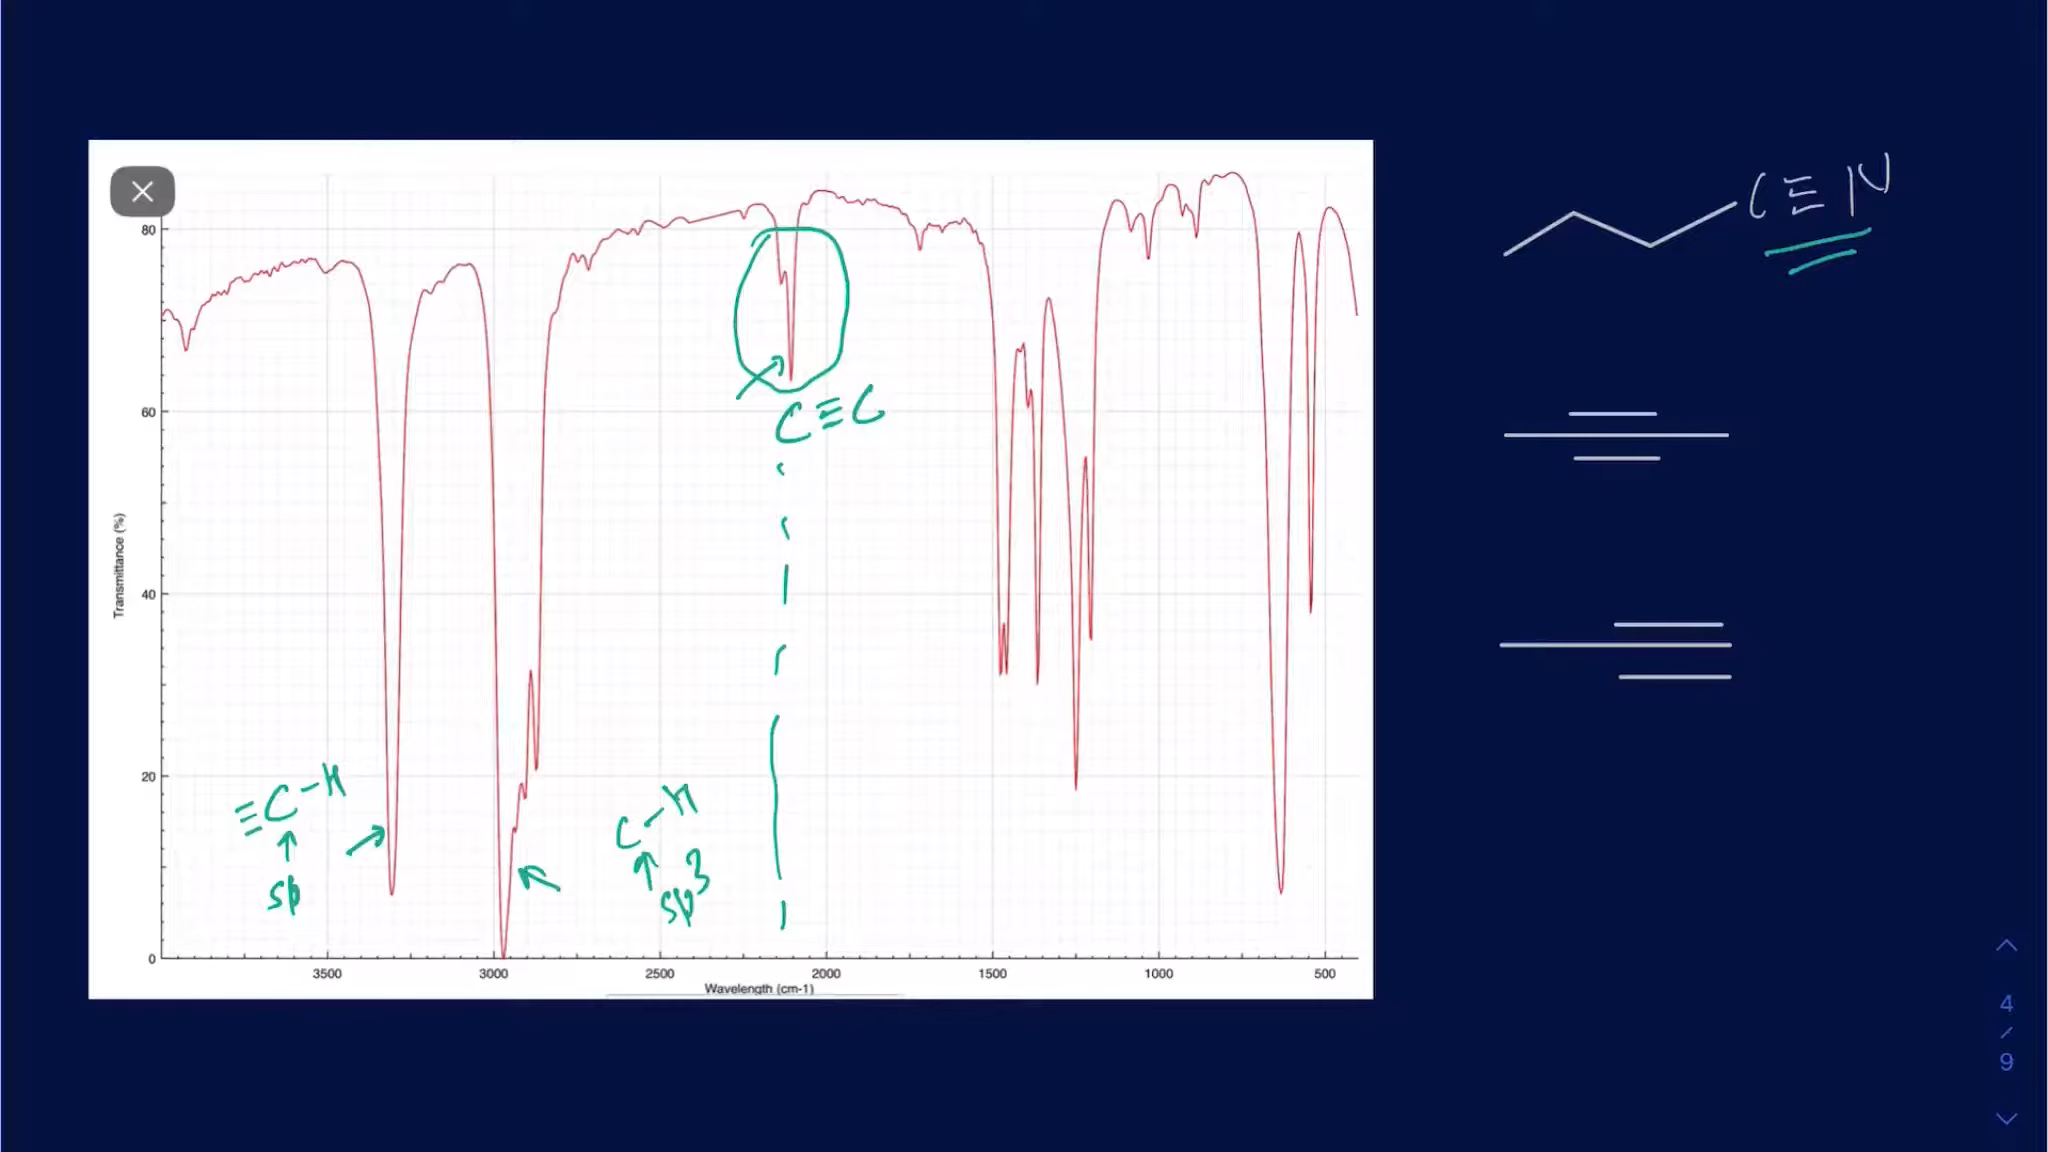 C≡N
80
60
C≡C
Transmittance (%)
40
20
≡C-H
C-H
sp
sp3
0
3500 3000 2500 2000 1500 1000 500
Wavelength (cm-1)
4
/
9